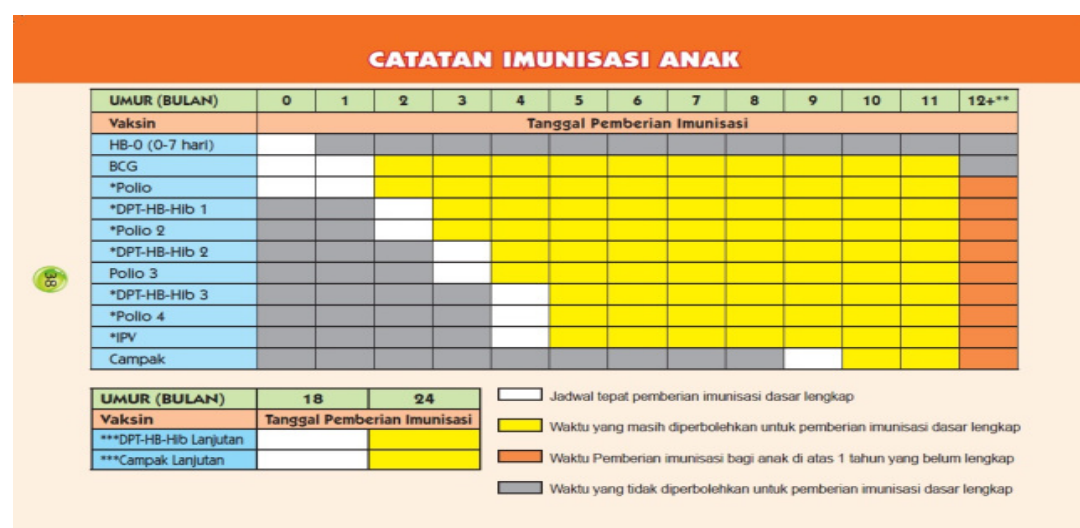 CATATAN IMUNISASI ANAK
UMUR (BULAN) 0 1 2 3 4 5 6 7 8 9 10 11 12+**
Vaksin Tanggal Pemberian Imunisasi
HB-0 (0-7 hari)
BCG
*Polio
*DPT-HB-Hib 1
*Polio 2
*DPT-HB-Hib 2
Polio 3
*DPT-HB-Hib 3
*Polio 4
*IPV
Campak
38
UMUR (BULAN) 18 24
Vaksin Tanggal Pemberian Imunisasi
***DPT-HB-Hib Lanjutan
***Campak Lanjutan
Jadwal tepat pemberian imunisasi dasar lengkap
Waktu yang masih diperbolehkan untuk pemberian imunisasi dasar lengkap
Waktu Pemberian imunisasi bagi anak di atas 1 tahun yang belum lengkap
Waktu yang tidak diperbolehkan untuk pemberian imunisasi dasar lengkap